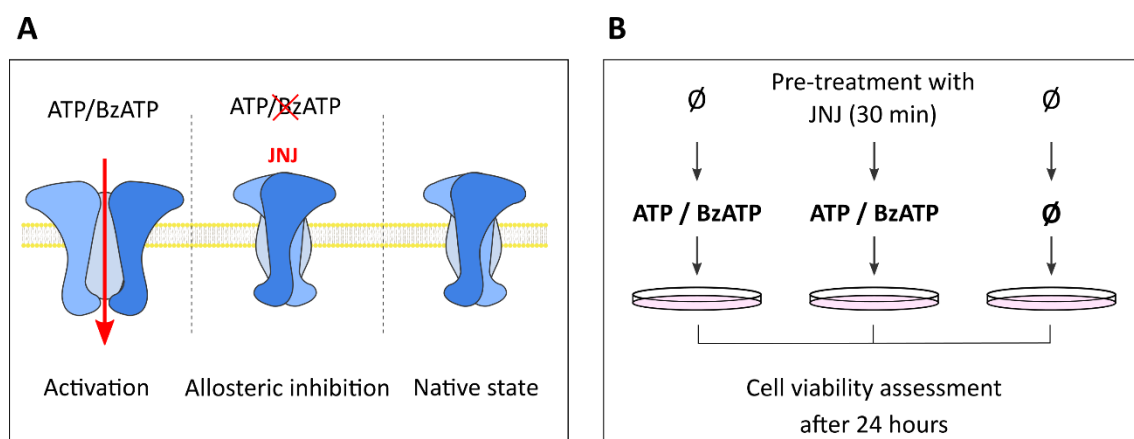 A
ATP/BzATP
ATP/BzATP
JNJ
Activation
Allosteric inhibition
Native state
B
Ø
Pre-treatment with
JNJ (30 min)
Ø
ATP / BzATP
ATP / BzATP
Ø
Cell viability assessment
after 24 hours